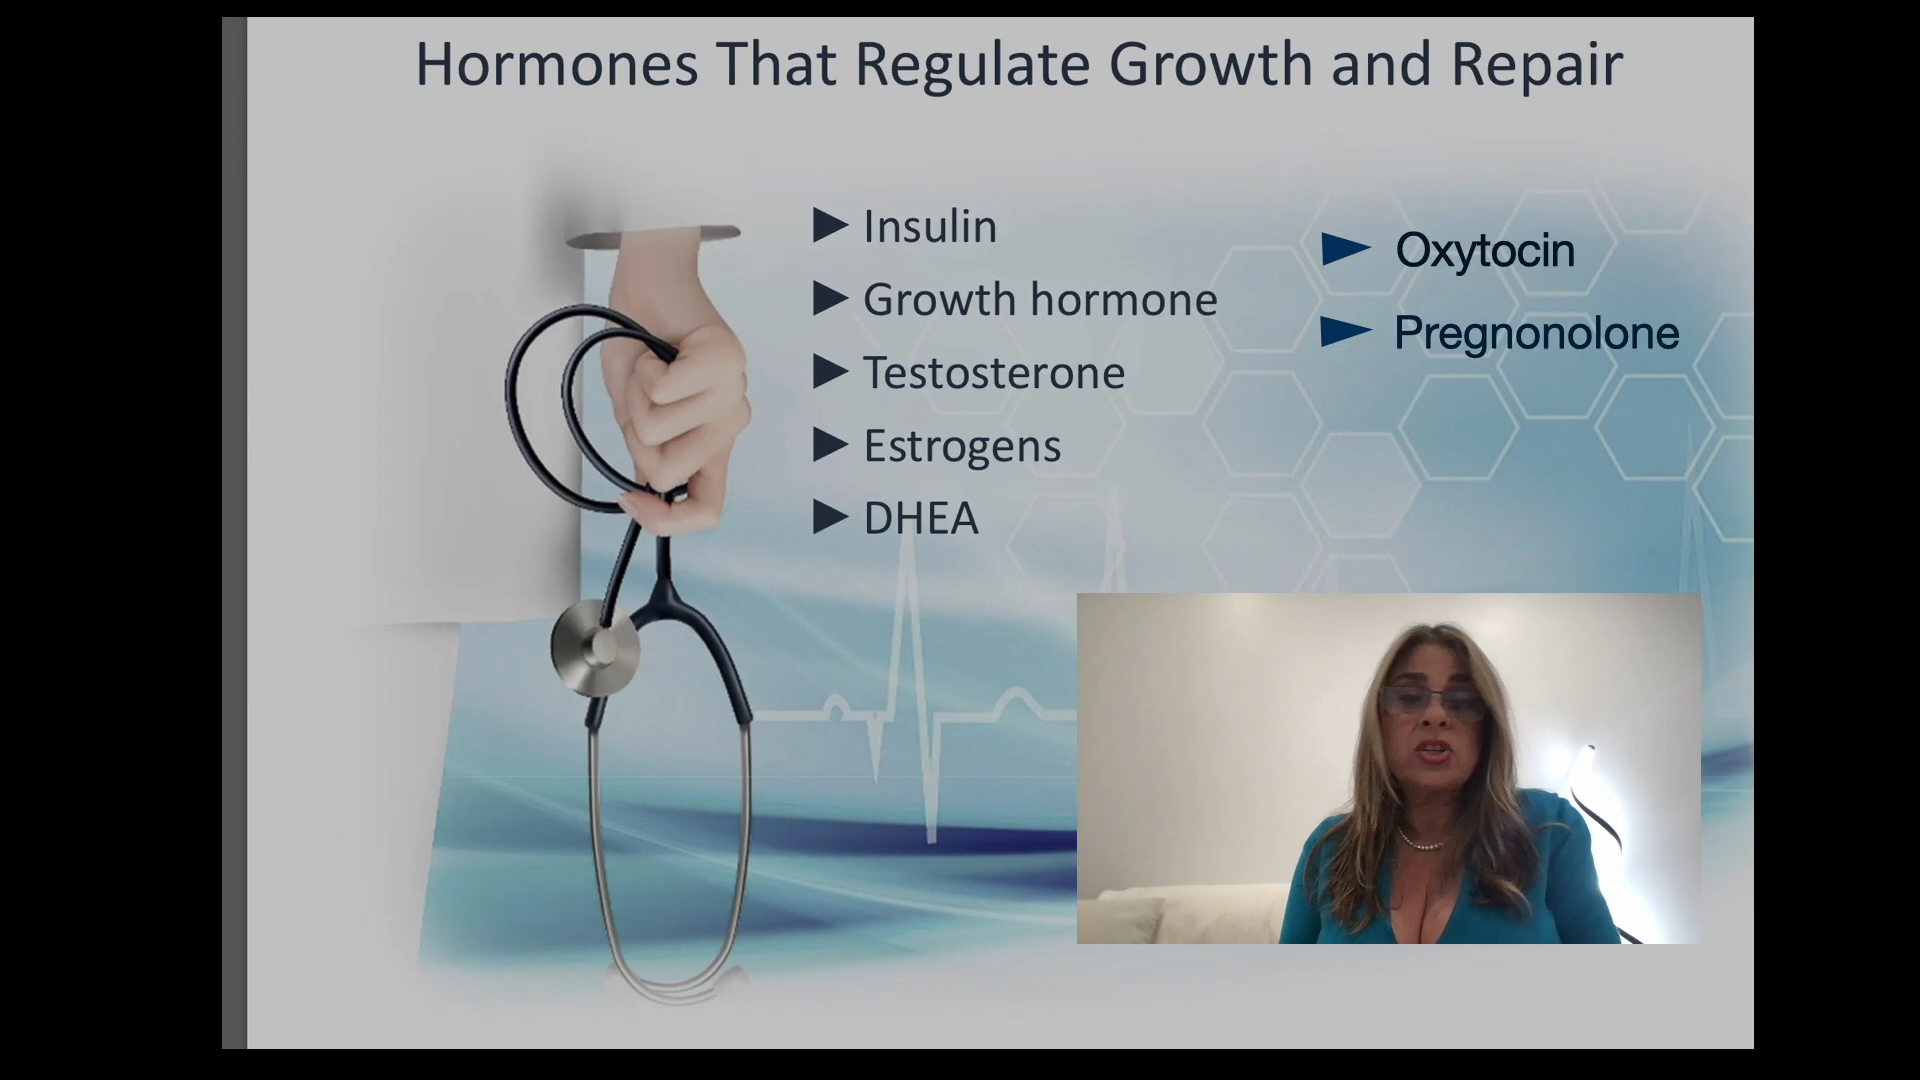 Hormones That Regulate Growth and Repair
Insulin
Growth hormone
Testosterone
Estrogens
DHEA
Oxytocin
Pregnonolone